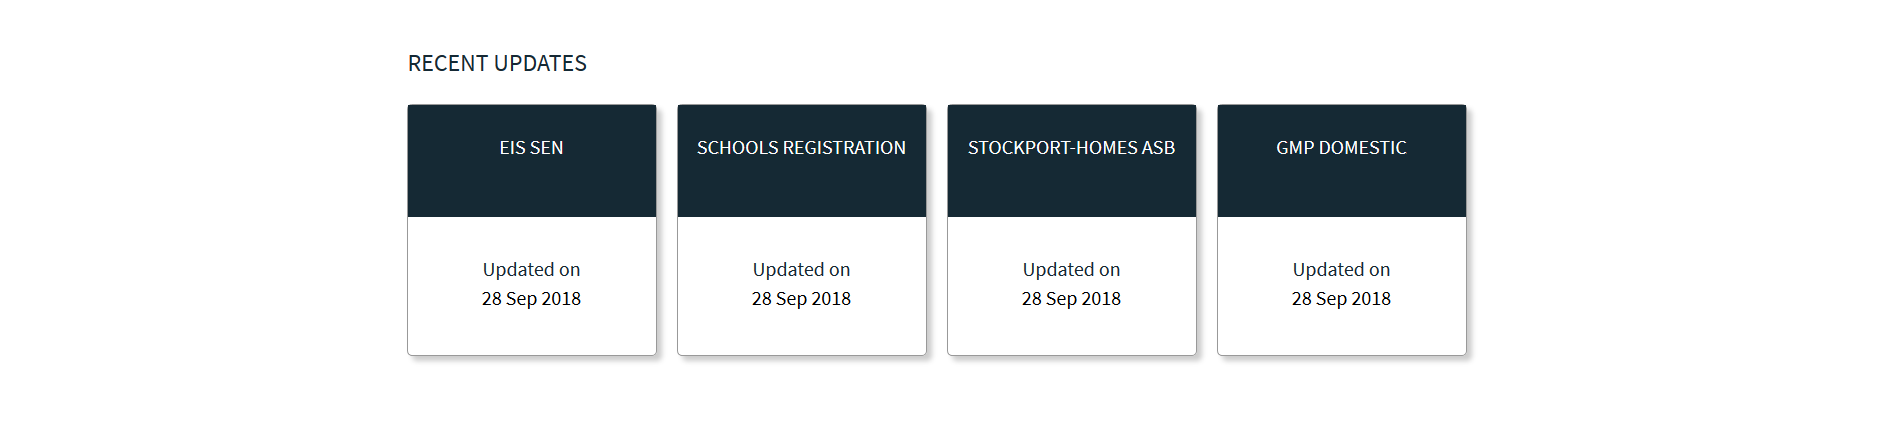 RECENT UPDATES
EIS SEN
Updated on
28 Sep 2018
SCHOOLS REGISTRATION
Updated on
28 Sep 2018
STOCKPORT-HOMES ASB
Updated on
28 Sep 2018
GMP DOMESTIC
Updated on
28 Sep 2018